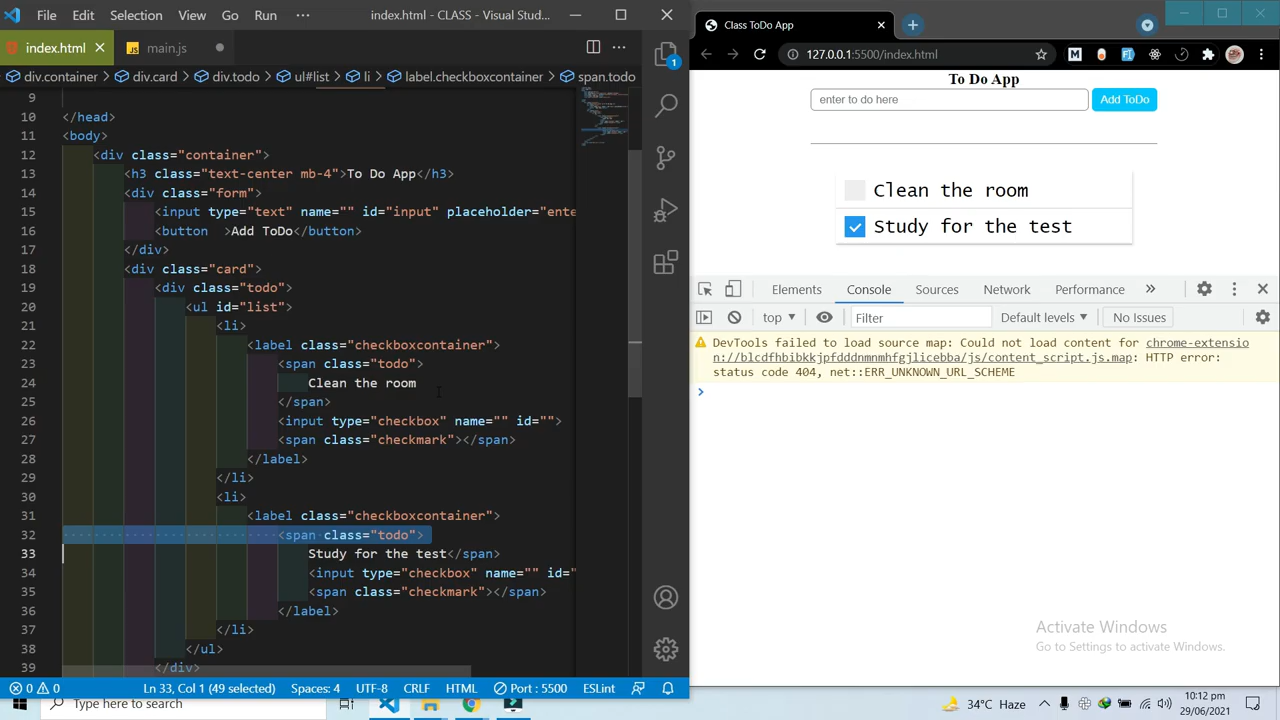 File Edit Selection View Go Run ··· index.html - CLASS - Visual Stud...
index.html main.js ···
div.container div.card div.todo ul#list li label.checkboxcontainer span.todo
9
10 </head>
11 <body>
12 <div class="container">
13 <h3 class="text-center mb-4">To Do App</h3>
14 <div class="form">
15 <input type="text" name="" id="input" placeholder="ente
16 <button  >Add ToDo</button>
17 </div>
18 <div class="card">
19 <div class="todo">
20 <ul id="list">
21 <li>
22 <label class="checkboxcontainer">
23 <span class="todo">
24 Clean the room
25 </span>
26 <input type="checkbox" name="" id="">
27 <span class="checkmark"></span>
28 </label>
29 </li>
30 <li>
31 <label class="checkboxcontainer">
32 <span class="todo">
33 Study for the test</span>
34 <input type="checkbox" name="" id="
35 <span class="checkmark"></span>
36 </label>
37 </li>
38 </ul>
39 </div>
1
0 0 Ln 33, Col 1 (49 selected) Spaces: 4 UTF-8 CRLF HTML Port : 5500 ESLint
Class ToDo App
127.0.0.1:5500/index.html
To Do App
enter to do here Add ToDo
Clean the room
Study for the test
Elements Console Sources Network Performance »
top Filter Default levels No Issues
DevTools failed to load source map: Could not load content for chrome-extensio
n://blcdfhbibkkjpfdddnmnmhfgjlicebba/js/content_script.js.map: HTTP error:
status code 404, net::ERR_UNKNOWN_URL_SCHEME
Activate Windows
Go to Settings to activate Windows.
Type here to search 34°C Haze 10:12 pm
29/06/2021